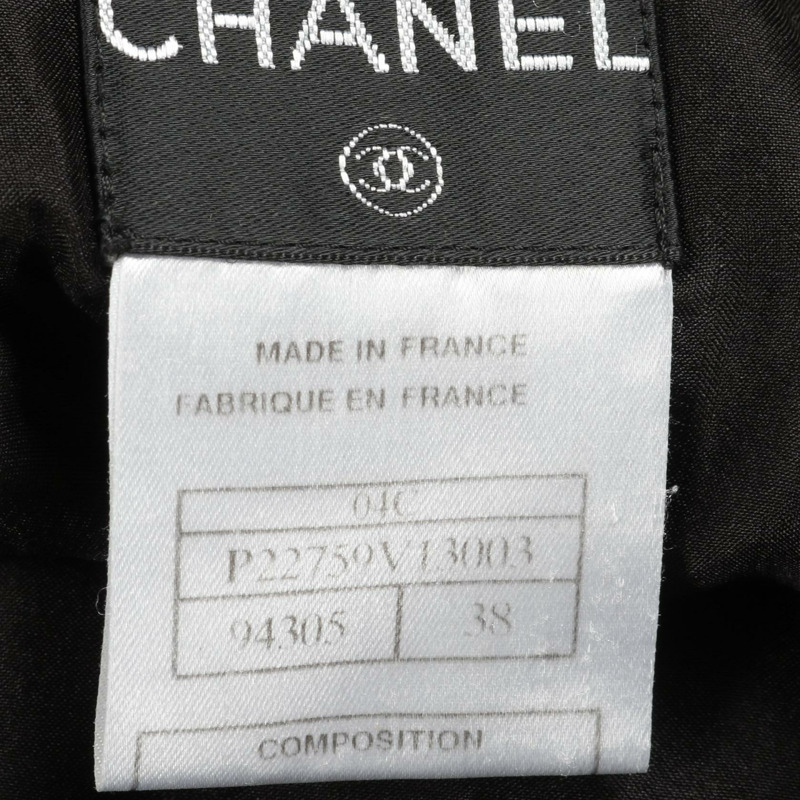 CHANEL
MADE IN FRANCE
FABRIQUE EN FRANCE
04C
P22759V13003
94305 38
COMPOSITION